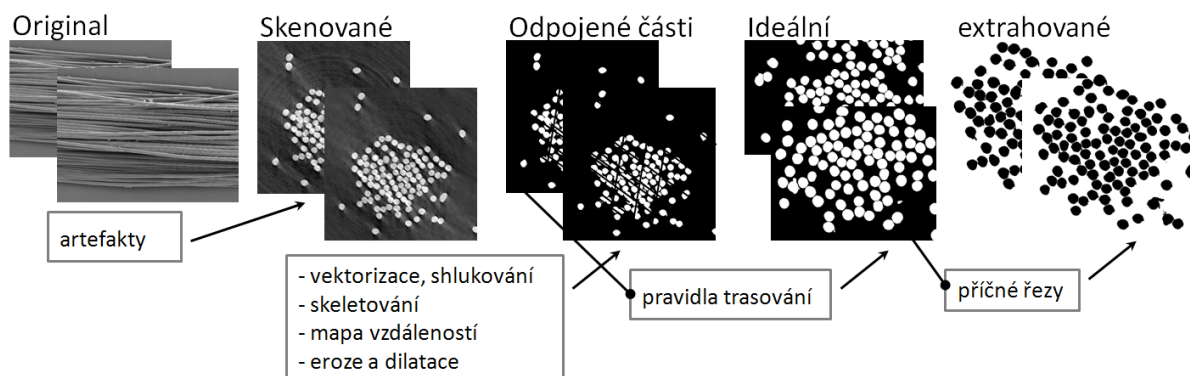 Original
Skenované
Odpojené části
Ideální
extrahované
artefakty
- vektorizace, shlukování
- skeletování
- mapa vzdáleností
- eroze a dilatace
pravidla trasování
příčné řezy